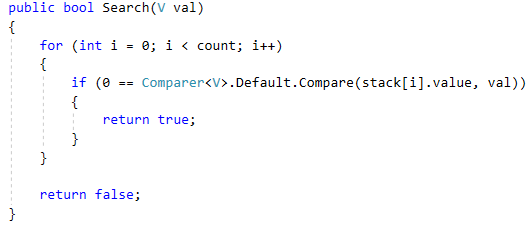 public bool Search(V val)
{
    for (int i = 0; i < count; i++)
    {
        if (0 == Comparer<V>.Default.Compare(stack[i].value, val))
        {
            return true;
        }
    }

    return false;
}